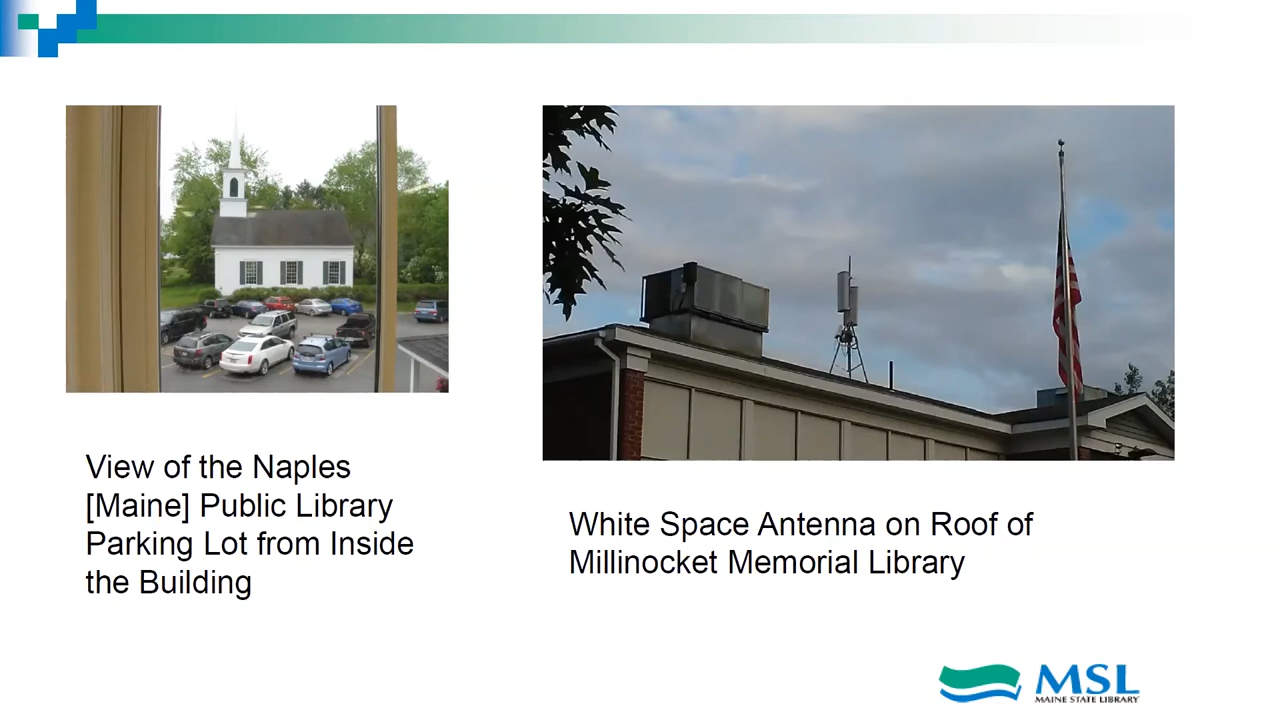 View of the Naples
[Maine] Public Library
Parking Lot from Inside
the Building
White Space Antenna on Roof of
Millinocket Memorial Library
MSL
MAINE STATE LIBRARY